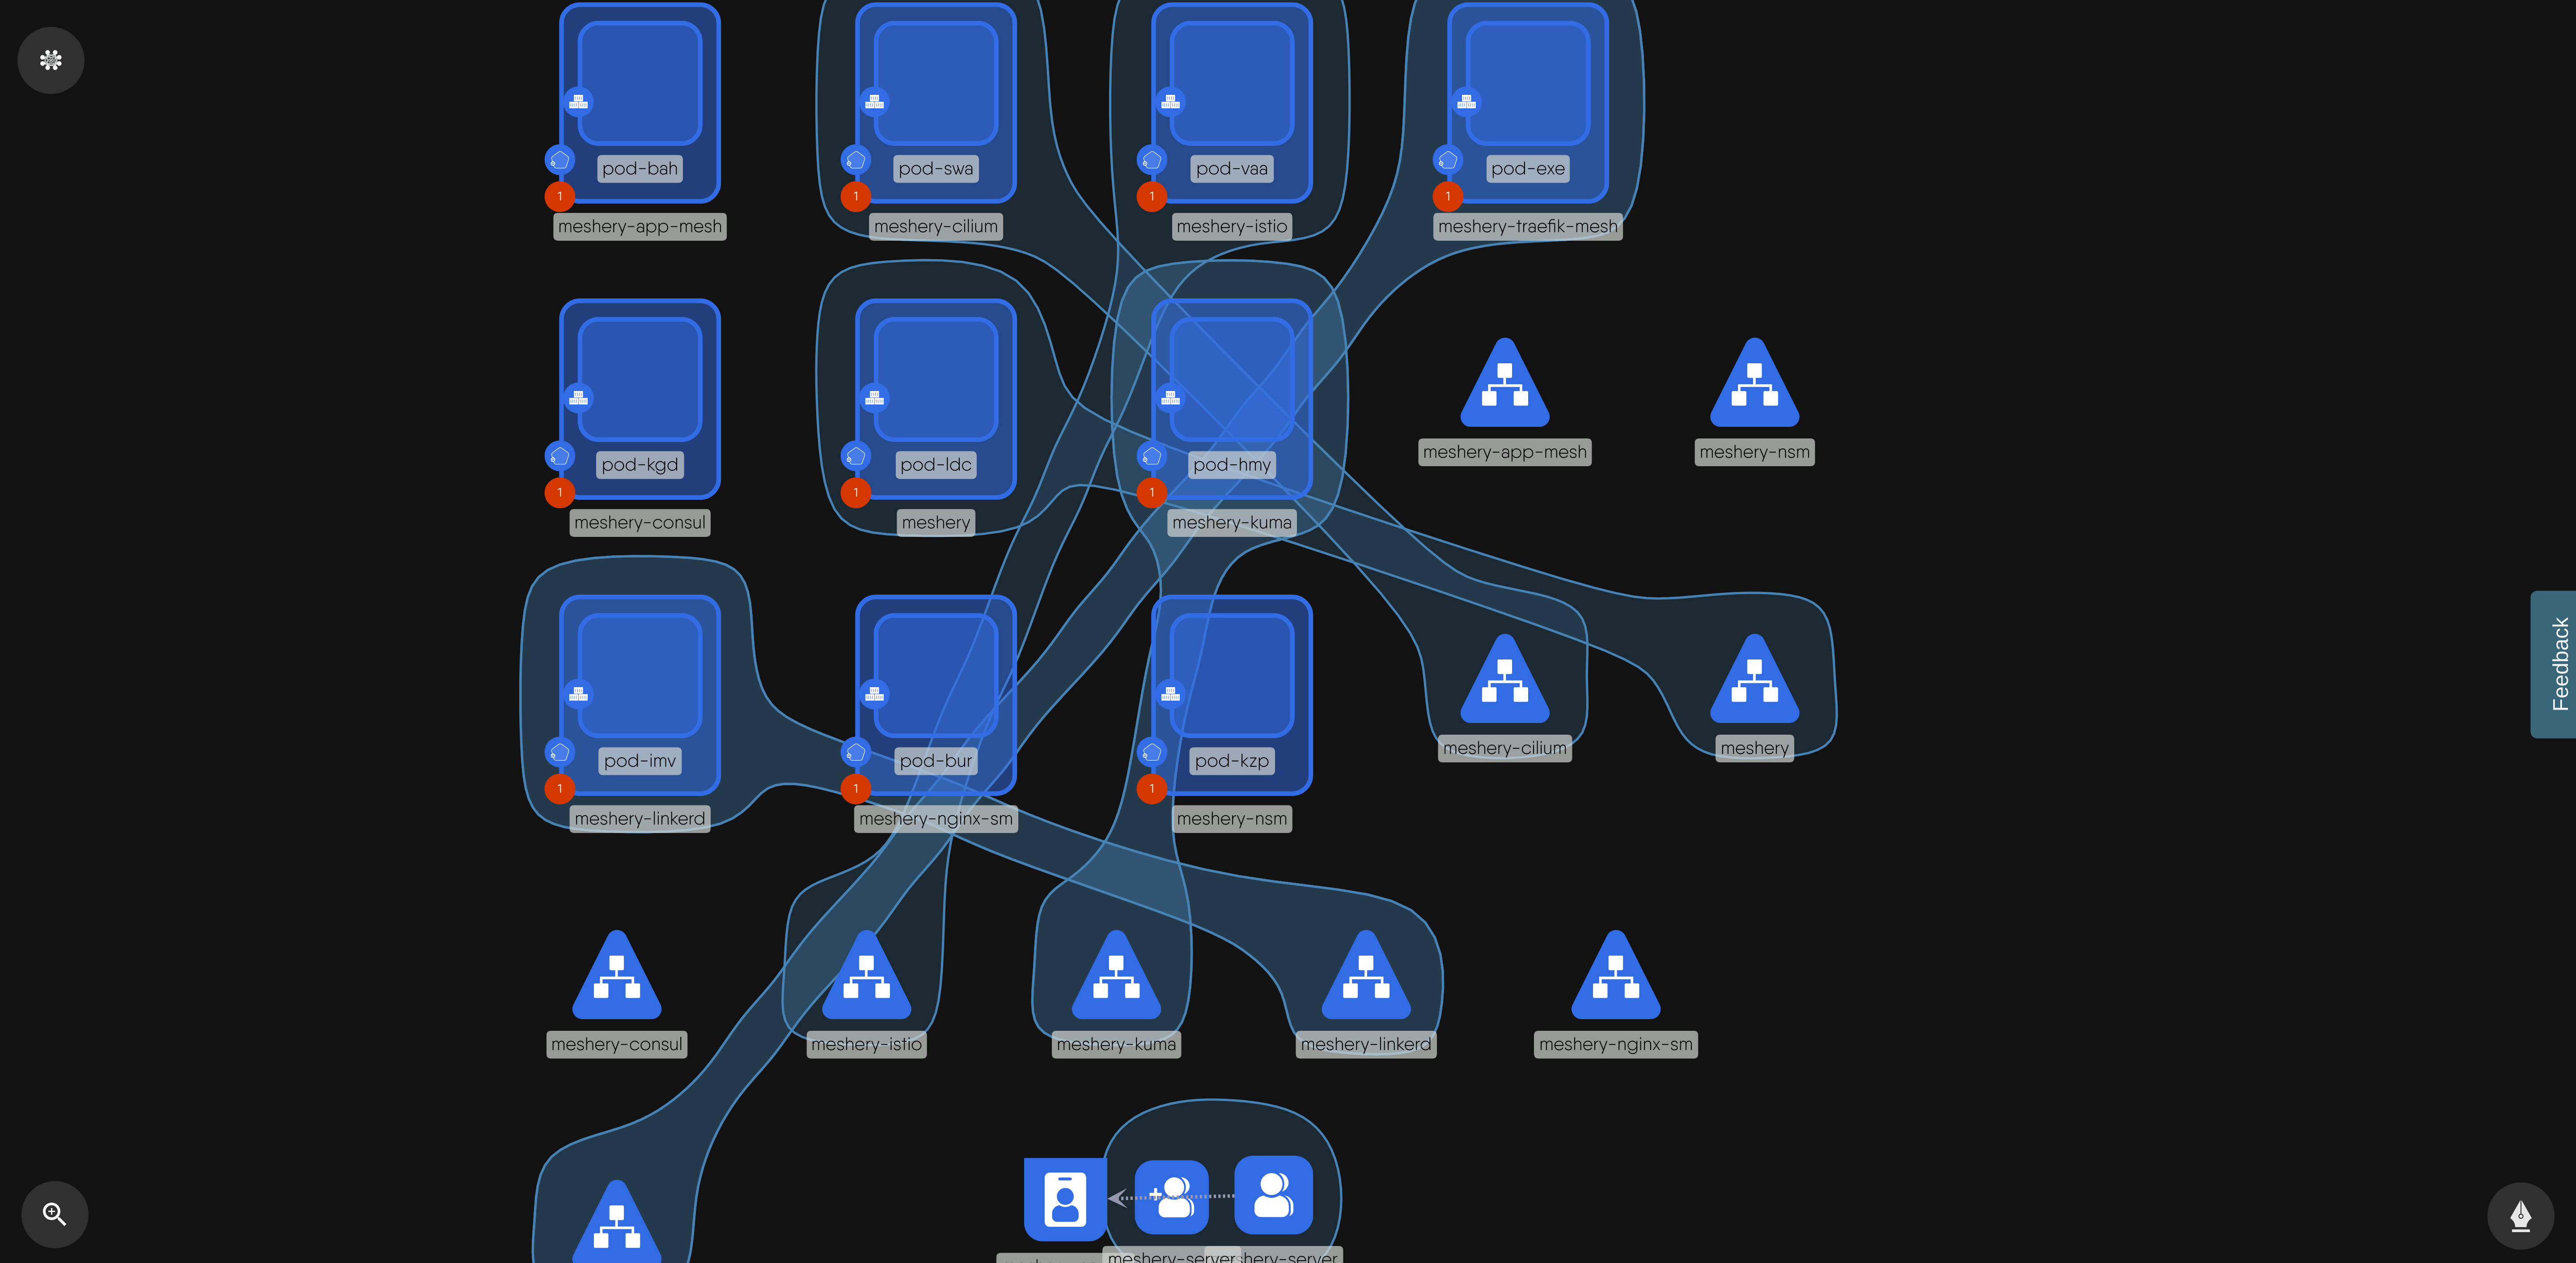 pod-bah
pod-swa
pod-vaa
pod-exe
1
1
1
1
meshery-app-mesh
meshery-cilium
meshery-istio
meshery-traefik-mesh
pod-kgd
pod-ldc
pod-hmy
meshery-app-mesh
meshery-nsm
1
1
1
meshery-consul
meshery
meshery-kuma
pod-imv
pod-bur
pod-kzp
meshery-cilium
meshery
1
1
1
meshery-linkerd
meshery-nginx-sm
meshery-nsm
meshery-consul
meshery-istio
meshery-kuma
meshery-linkerd
meshery-nginx-sm
meshery-server
Feedback